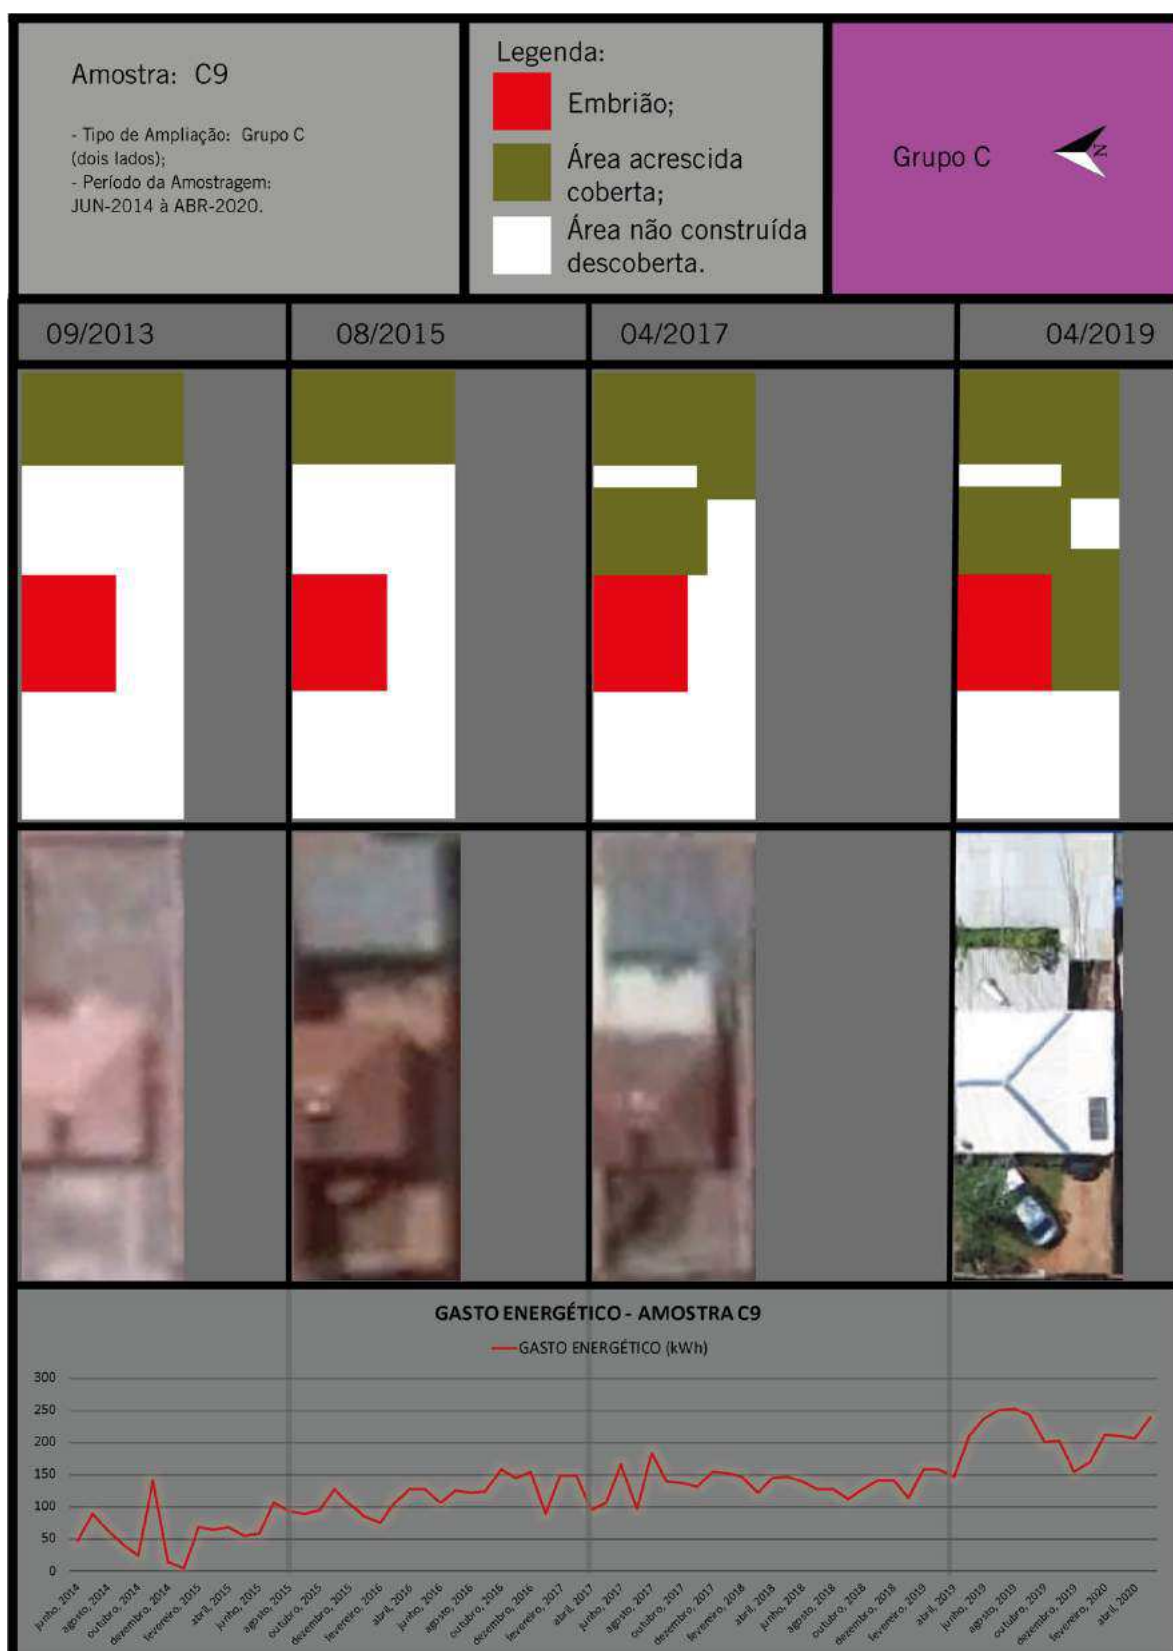 Amostra: C9
- Tipo de Ampliação: Grupo C
(dois lados);
- Período da Amostragem:
JUN-2014 à ABR-2020.
Legenda:
Embrião;
Área acrescida
coberta;
Área não construída
descoberta.
Grupo C
N
09/2013
08/2015
04/2017
04/2019
GASTO ENERGÉTICO - AMOSTRA C9
GASTO ENERGÉTICO (kWh)
300
250
200
150
100
50
0
junho, 2014
agosto, 2014
outubro, 2014
dezembro, 2014
fevereiro, 2015
abril, 2015
junho, 2015
agosto, 2015
outubro, 2015
dezembro, 2015
fevereiro, 2016
abril, 2016
junho, 2016
agosto, 2016
outubro, 2016
dezembro, 2016
fevereiro, 2017
abril, 2017
junho, 2017
agosto, 2017
outubro, 2017
dezembro, 2017
fevereiro, 2018
abril, 2018
junho, 2018
agosto, 2018
outubro, 2018
dezembro, 2018
fevereiro, 2019
abril, 2019
junho, 2019
agosto, 2019
outubro, 2019
dezembro, 2019
fevereiro, 2020
abril, 2020